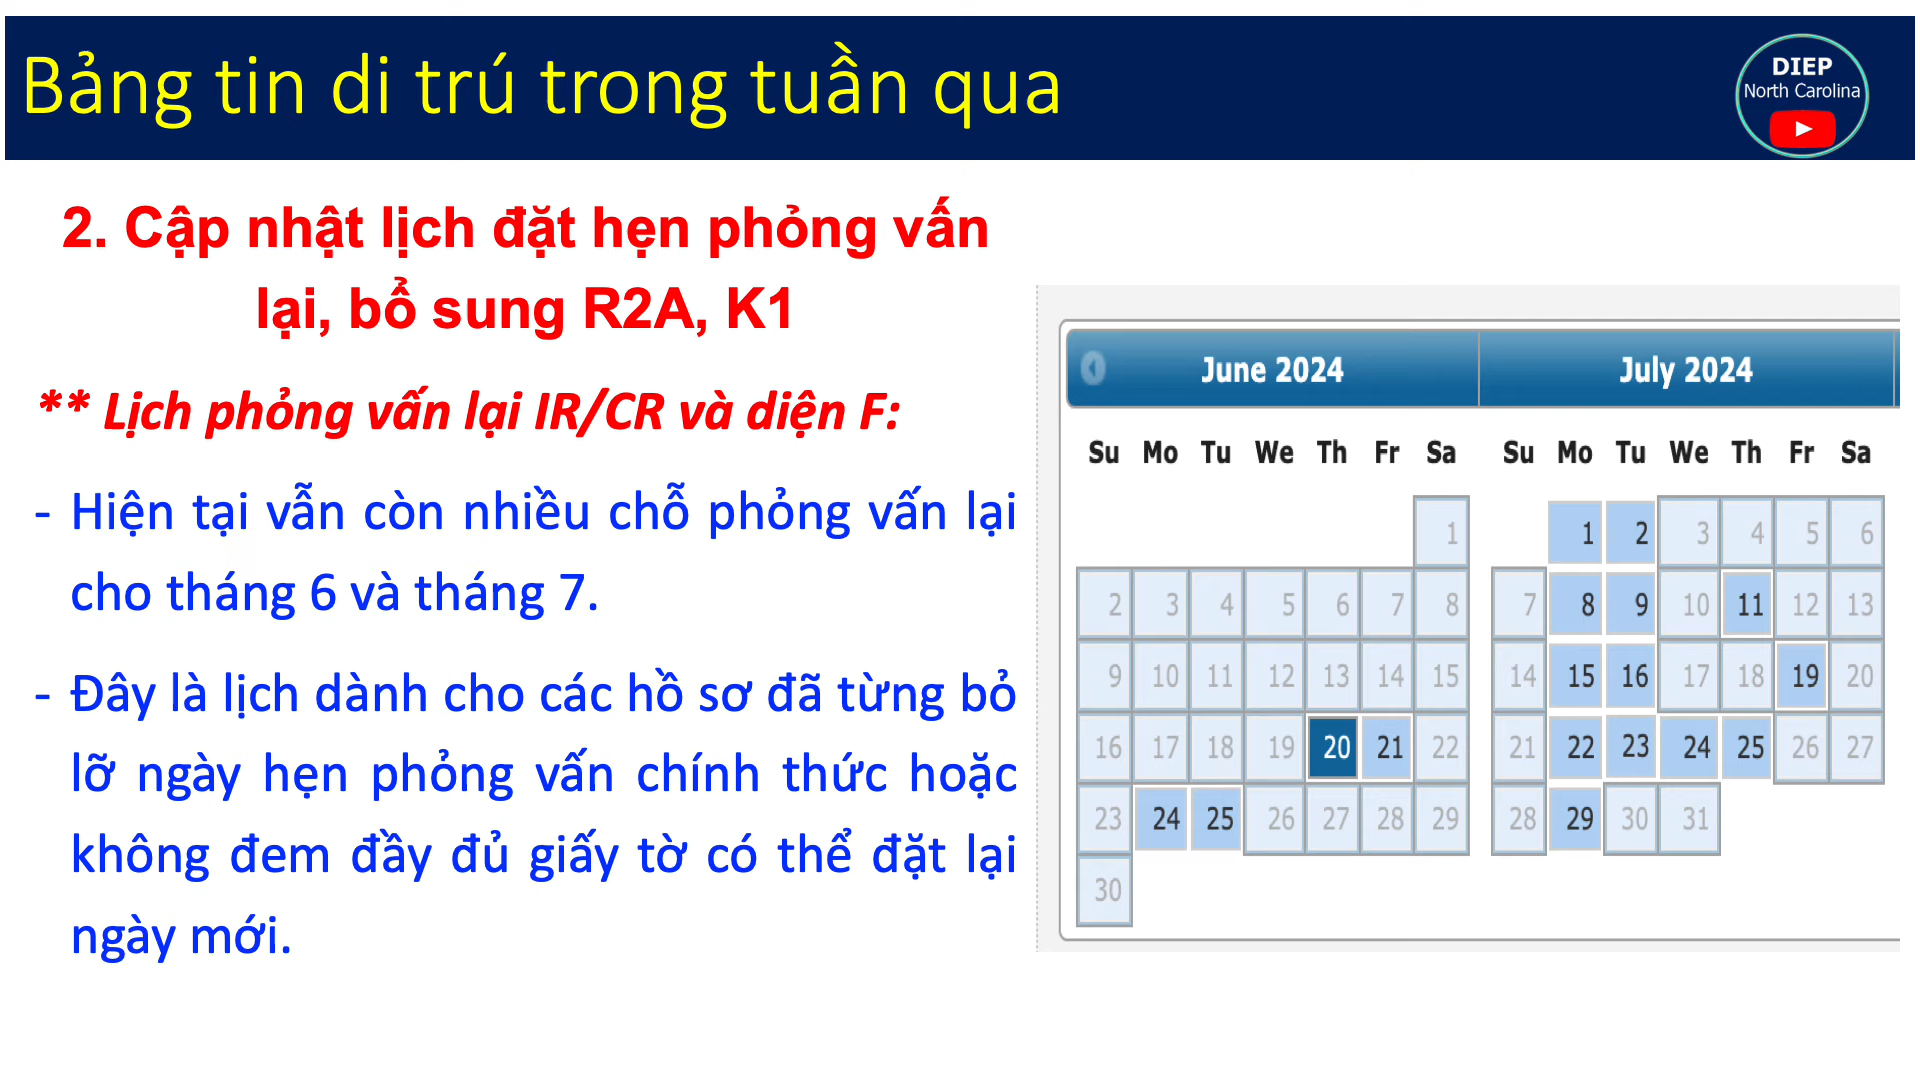 Bảng tin di trú trong tuần qua
DIEP
North Carolina
2. Cập nhật lịch đặt hẹn phỏng vấn
lại, bổ sung R2A, K1
** Lịch phỏng vấn lại IR/CR và diện F:
- Hiện tại vẫn còn nhiều chỗ phỏng vấn lại
cho tháng 6 và tháng 7.
- Đây là lịch dành cho các hồ sơ đã từng bỏ
lỡ ngày hẹn phỏng vấn chính thức hoặc
không đem đầy đủ giấy tờ có thể đặt lại
ngày mới.
June 2024
Su Mo Tu We Th Fr Sa
1
2 3 4 5 6 7 8
9 10 11 12 13 14 15
16 17 18 19 20 21 22
23 24 25 26 27 28 29
30
July 2024
Su Mo Tu We Th Fr Sa
1 2 3 4 5 6
7 8 9 10 11 12 13
14 15 16 17 18 19 20
21 22 23 24 25 26 27
28 29 30 31